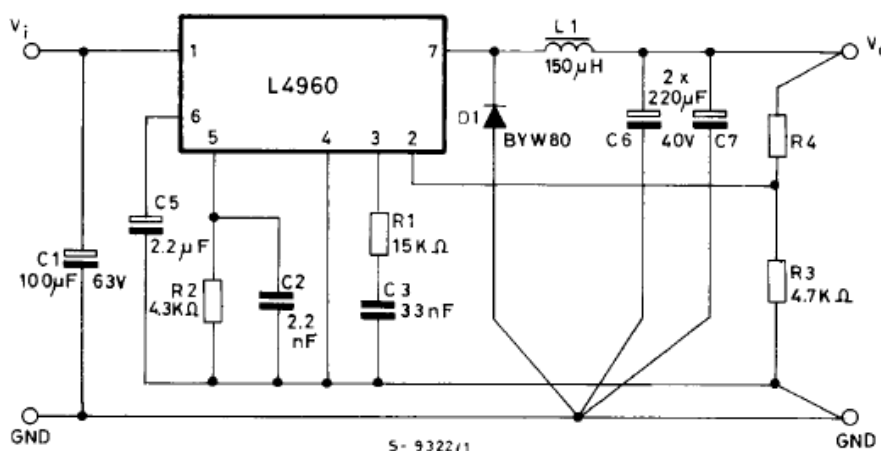 Vi
1
L4960
7
L1
150µH
Vo
6
5
4
3
2
D1
BYW80
2x
220µF
C6
40V
C7
R4
C5
2.2µF
C1
100µF
63V
R2
4.3KΩ
C2
2.2
nF
R1
15KΩ
C3
33nF
R3
4.7KΩ
GND
GND
S-9322/1